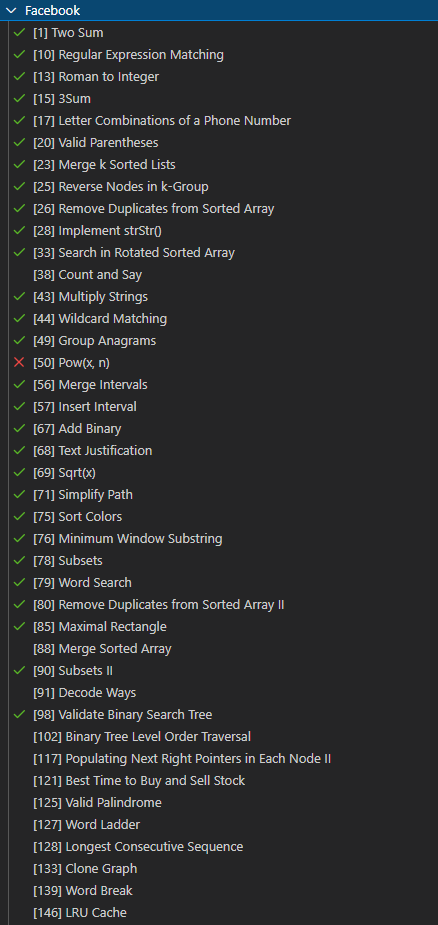 Facebook
[1] Two Sum
[10] Regular Expression Matching
[13] Roman to Integer
[15] 3Sum
[17] Letter Combinations of a Phone Number
[20] Valid Parentheses
[23] Merge k Sorted Lists
[25] Reverse Nodes in k-Group
[26] Remove Duplicates from Sorted Array
[28] Implement strStr()
[33] Search in Rotated Sorted Array
[38] Count and Say
[43] Multiply Strings
[44] Wildcard Matching
[49] Group Anagrams
[50] Pow(x, n)
[56] Merge Intervals
[57] Insert Interval
[67] Add Binary
[68] Text Justification
[69] Sqrt(x)
[71] Simplify Path
[75] Sort Colors
[76] Minimum Window Substring
[78] Subsets
[79] Word Search
[80] Remove Duplicates from Sorted Array II
[85] Maximal Rectangle
[88] Merge Sorted Array
[90] Subsets II
[91] Decode Ways
[98] Validate Binary Search Tree
[102] Binary Tree Level Order Traversal
[117] Populating Next Right Pointers in Each Node II
[121] Best Time to Buy and Sell Stock
[125] Valid Palindrome
[127] Word Ladder
[128] Longest Consecutive Sequence
[133] Clone Graph
[139] Word Break
[146] LRU Cache